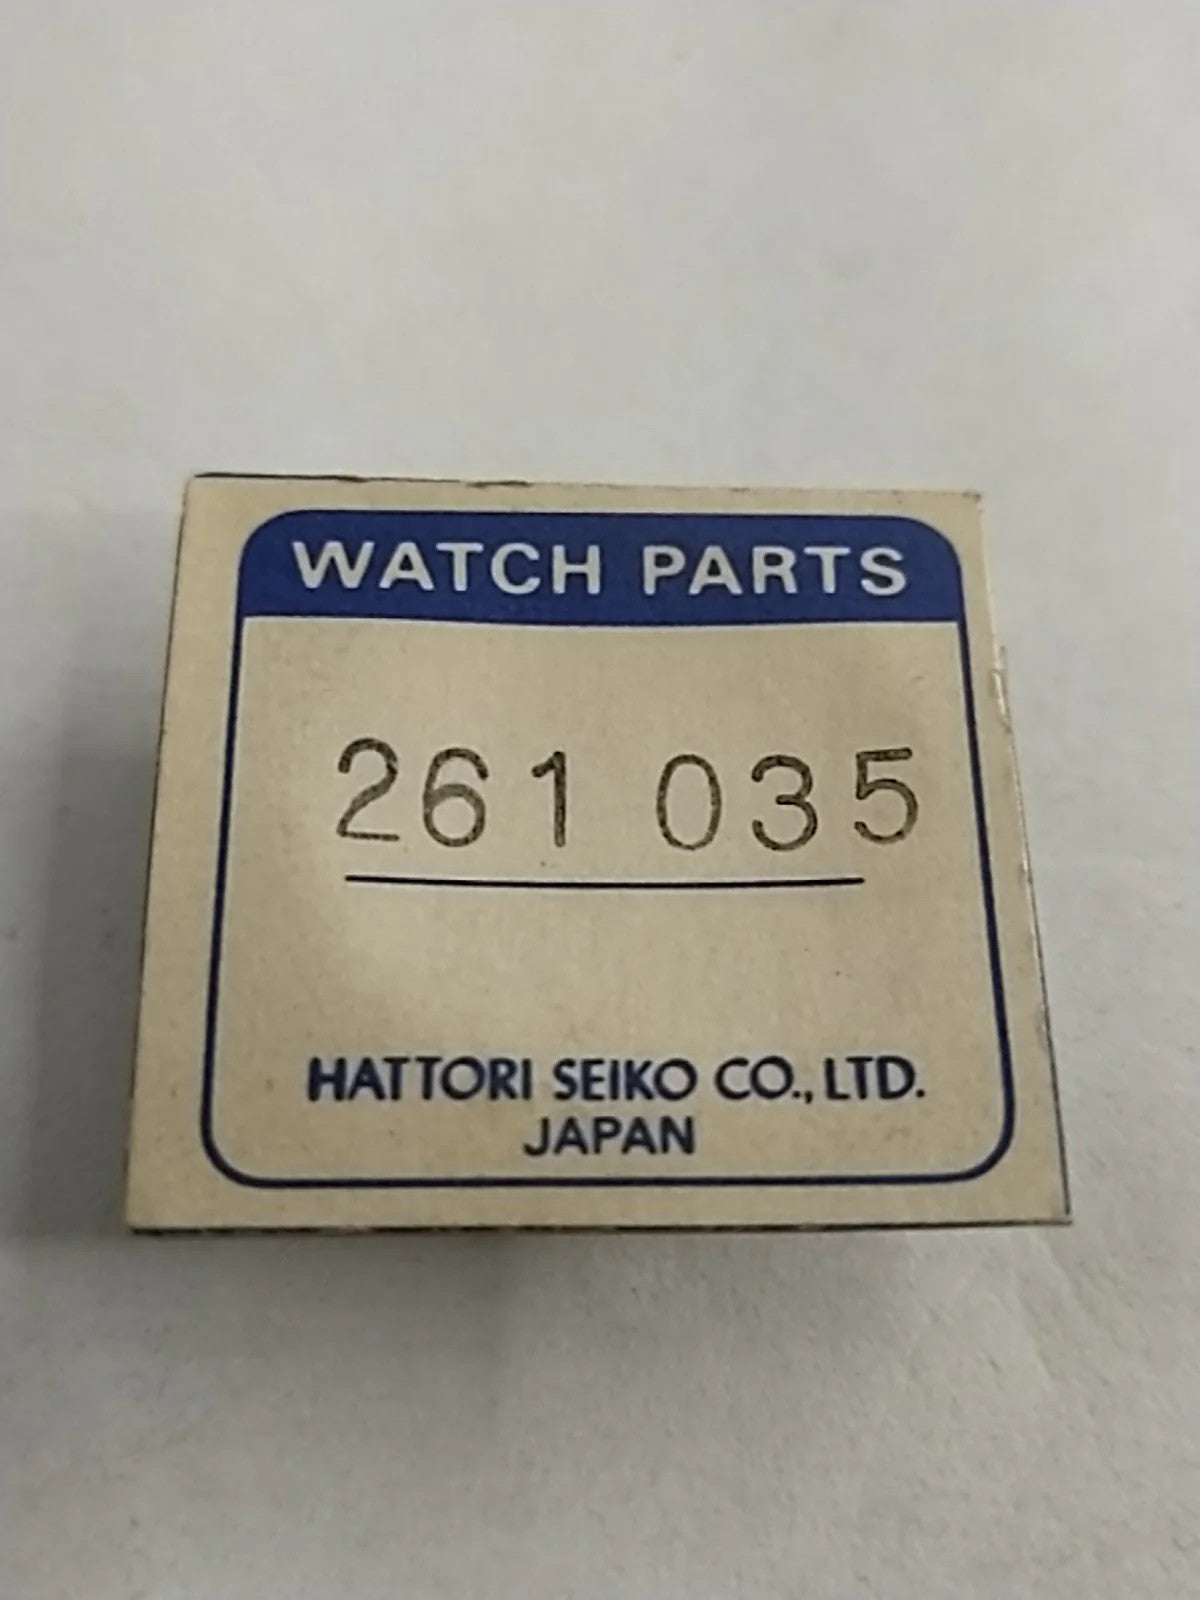 WATCH PARTS
261 035
HATTORI SEIKO CO., LTD.
JAPAN